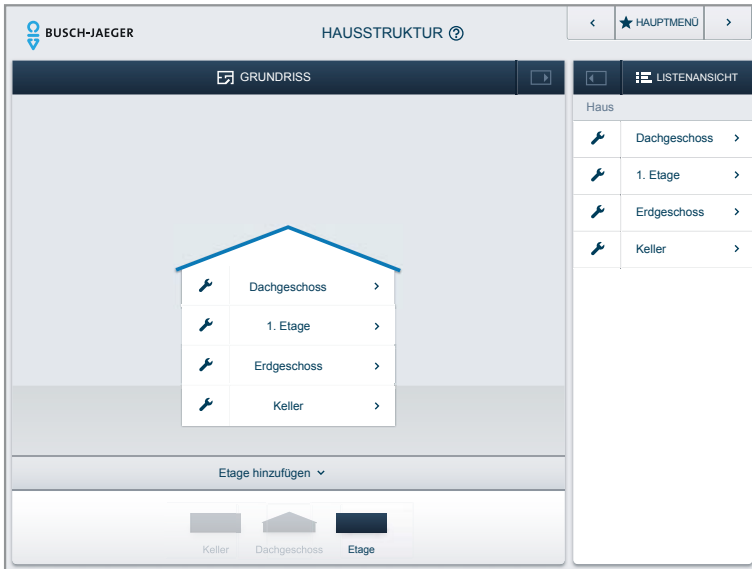 BUSCH-JAEGER
HAUSSTRUKTUR ?
HAUPTMENÜ
GRUNDRISS
LISTENANSICHT
Haus
Dachgeschoss
1. Etage
Erdgeschoss
Keller
Dachgeschoss
1. Etage
Erdgeschoss
Keller
Etage hinzufügen
Keller Dachgeschoss Etage